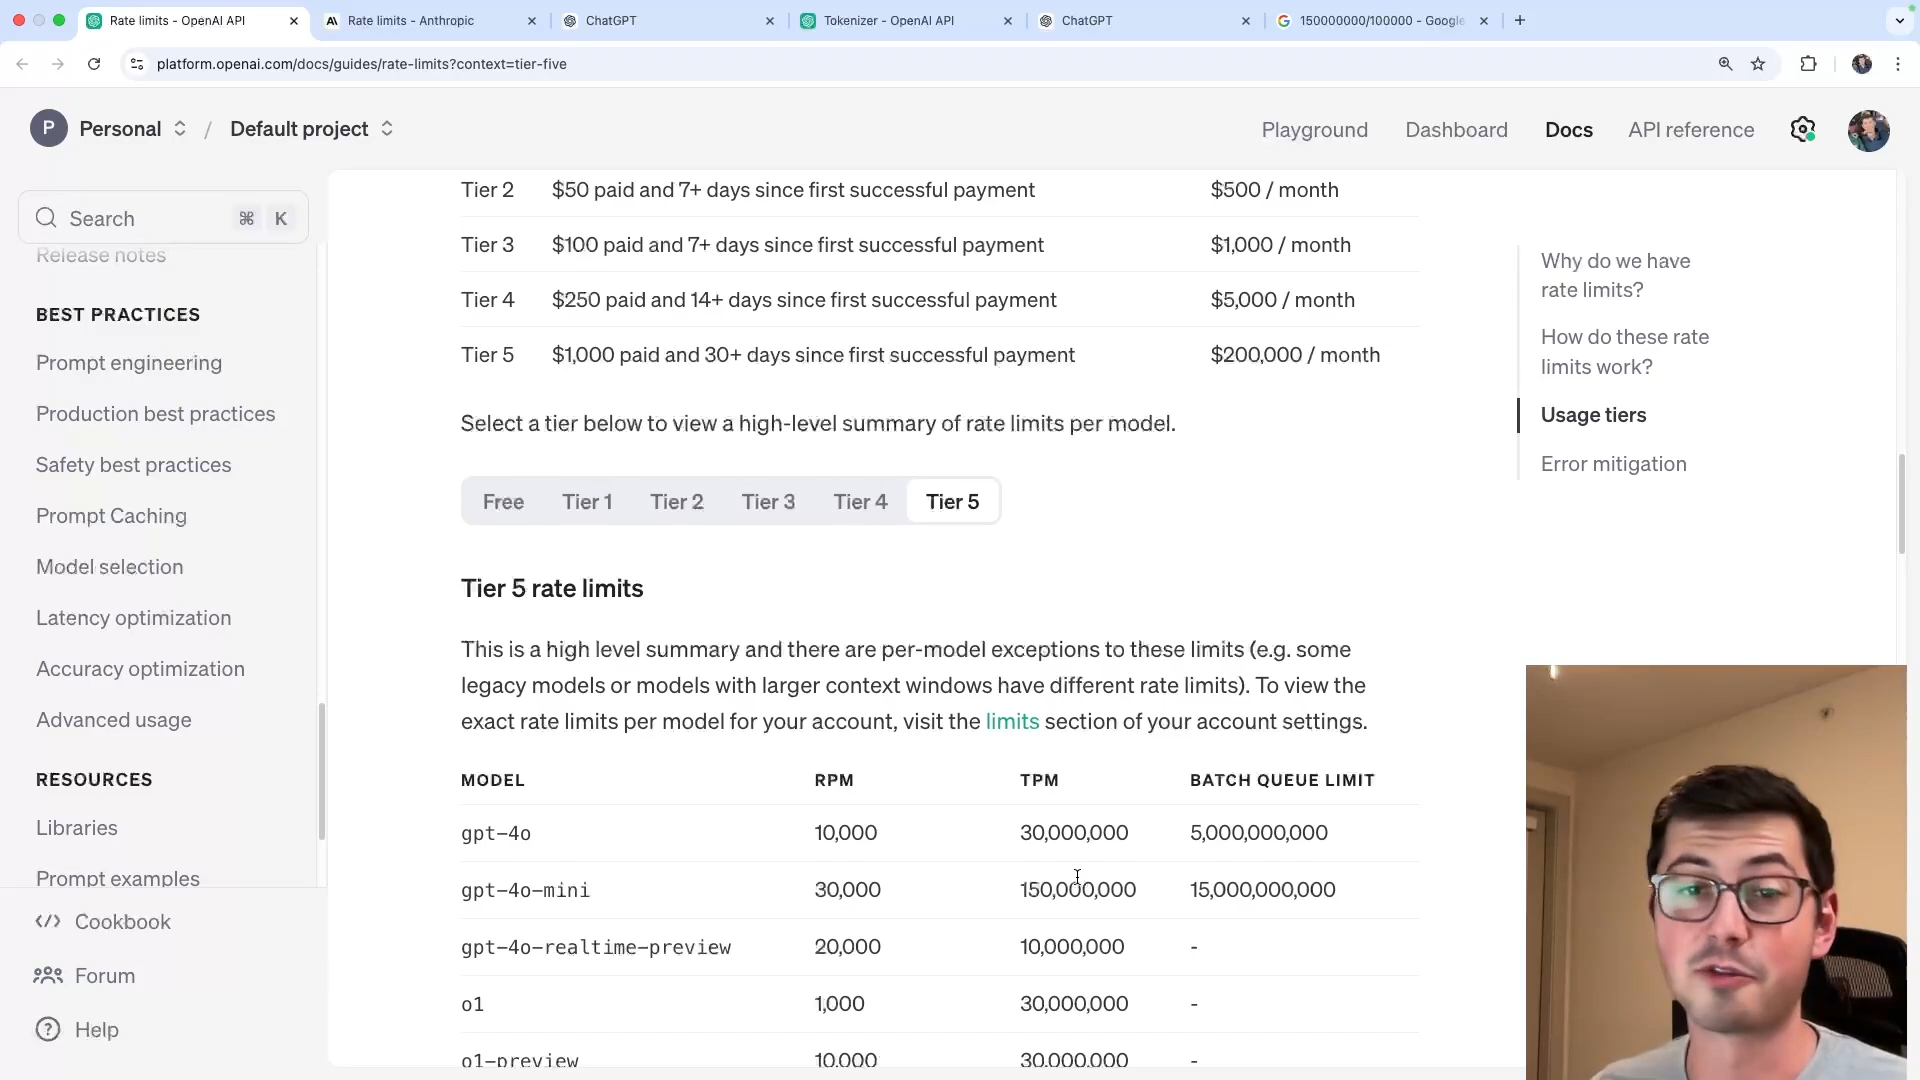 Rate limits - OpenAI API
Rate limits - Anthropic
ChatGPT
Tokenizer - OpenAI API
ChatGPT
150000000/100000 - Google
platform.openai.com/docs/guides/rate-limits?context=tier-five
P Personal / Default project
Playground Dashboard Docs API reference
Search ⌘ K
Release notes
BEST PRACTICES
Prompt engineering
Production best practices
Safety best practices
Prompt Caching
Model selection
Latency optimization
Accuracy optimization
Advanced usage
RESOURCES
Libraries
Prompt examples
Cookbook
Forum
Help
Tier 2 $50 paid and 7+ days since first successful payment $500 / month
Tier 3 $100 paid and 7+ days since first successful payment $1,000 / month
Tier 4 $250 paid and 14+ days since first successful payment $5,000 / month
Tier 5 $1,000 paid and 30+ days since first successful payment $200,000 / month
Select a tier below to view a high-level summary of rate limits per model.
Free Tier 1 Tier 2 Tier 3 Tier 4 Tier 5
Tier 5 rate limits
This is a high level summary and there are per-model exceptions to these limits (e.g. some
legacy models or models with larger context windows have different rate limits). To view the
exact rate limits per model for your account, visit the limits section of your account settings.
MODEL RPM TPM BATCH QUEUE LIMIT
gpt-4o 10,000 30,000,000 5,000,000,000
gpt-4o-mini 30,000 150,000,000 15,000,000,000
gpt-4o-realtime-preview 20,000 10,000,000 -
o1 1,000 30,000,000 -
o1-preview 10,000 30,000,000 -
Why do we have
rate limits?
How do these rate
limits work?
Usage tiers
Error mitigation